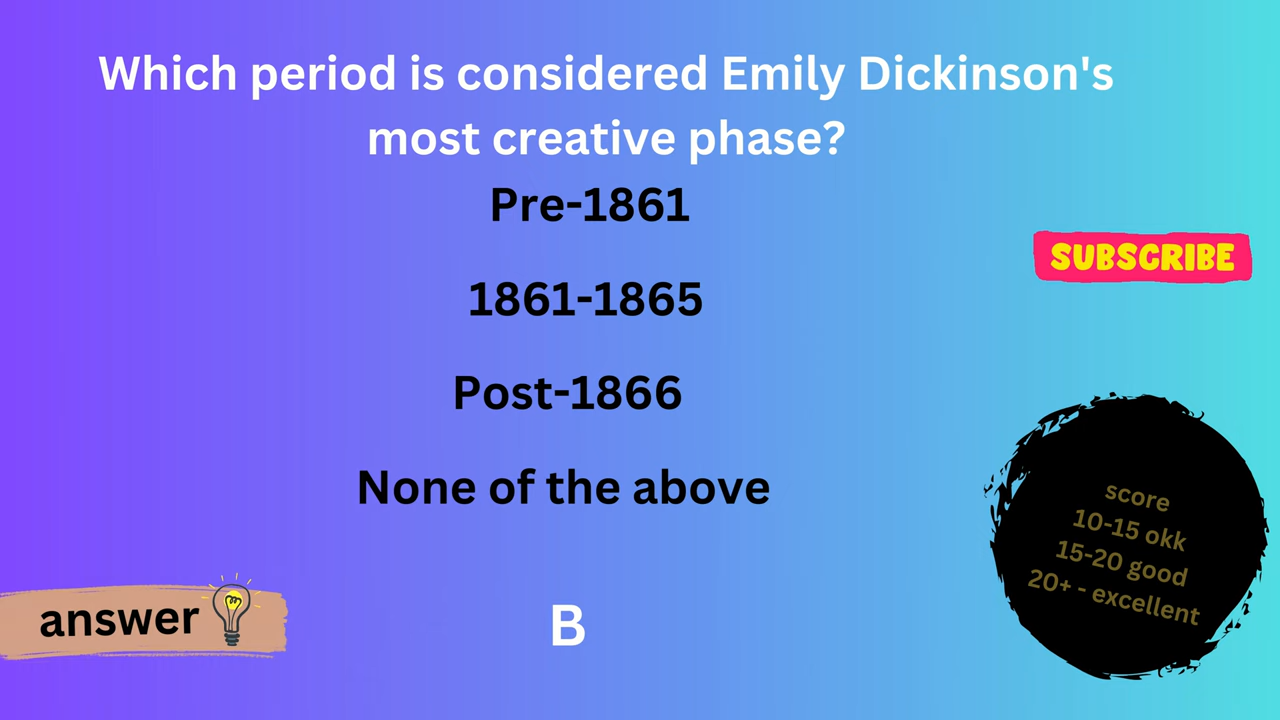 Which period is considered Emily Dickinson's
most creative phase?
Pre-1861
SUBSCRIBE
1861-1865
Post-1866
None of the above
score
10-15 okk
15-20 good
20+ - excellent
answer
B